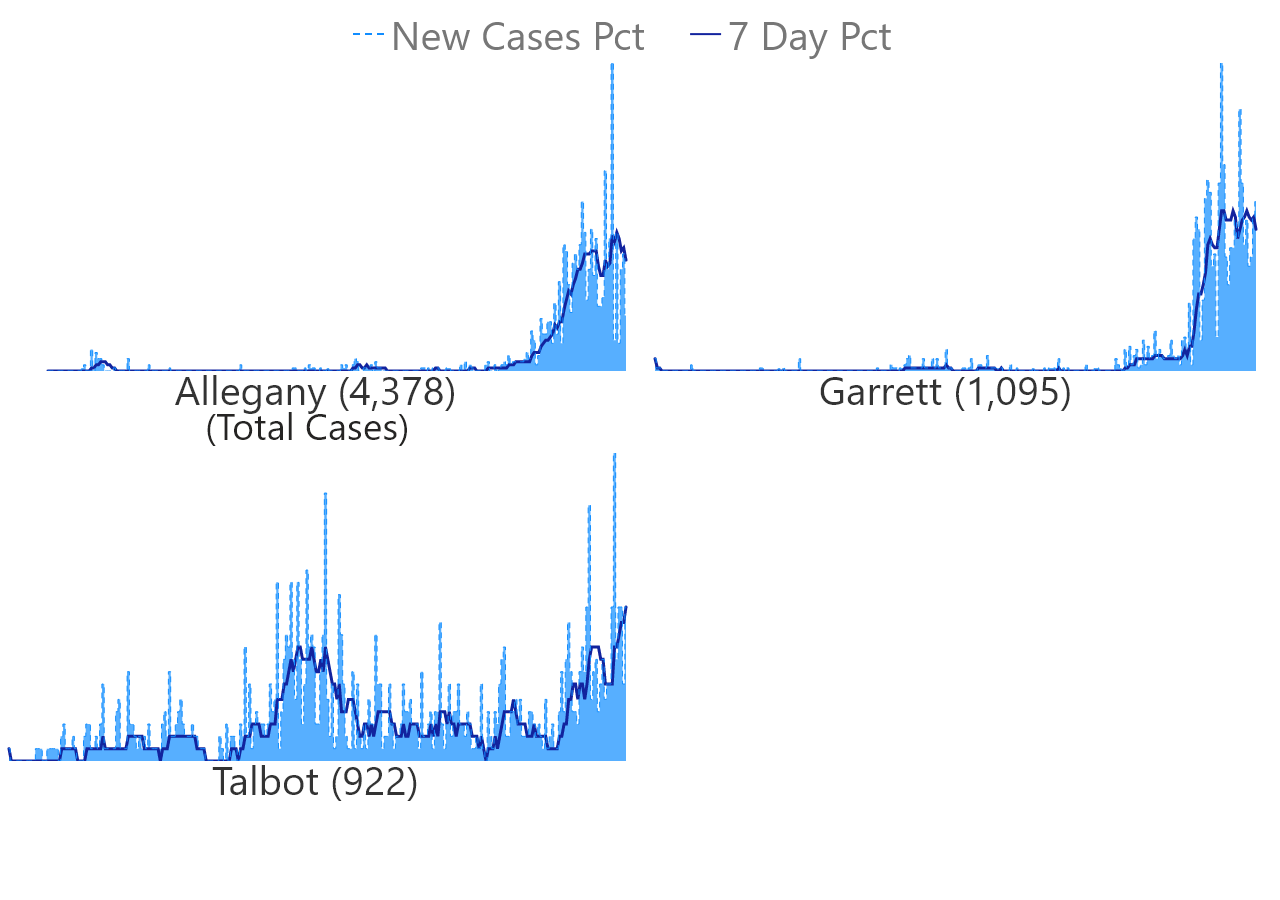 New Cases Pct 7 Day Pct
Allegany (4,378)
(Total Cases)
Garrett (1,095)
Talbot (922)